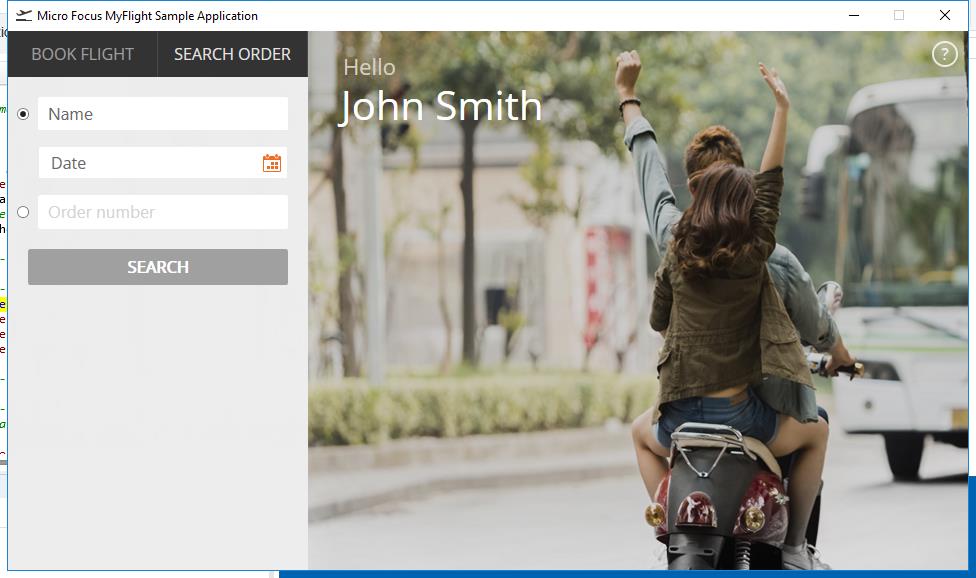 Micro Focus MyFlight Sample Application
BOOK FLIGHT
SEARCH ORDER
Hello
John Smith
?
Name
Date
Order number
SEARCH